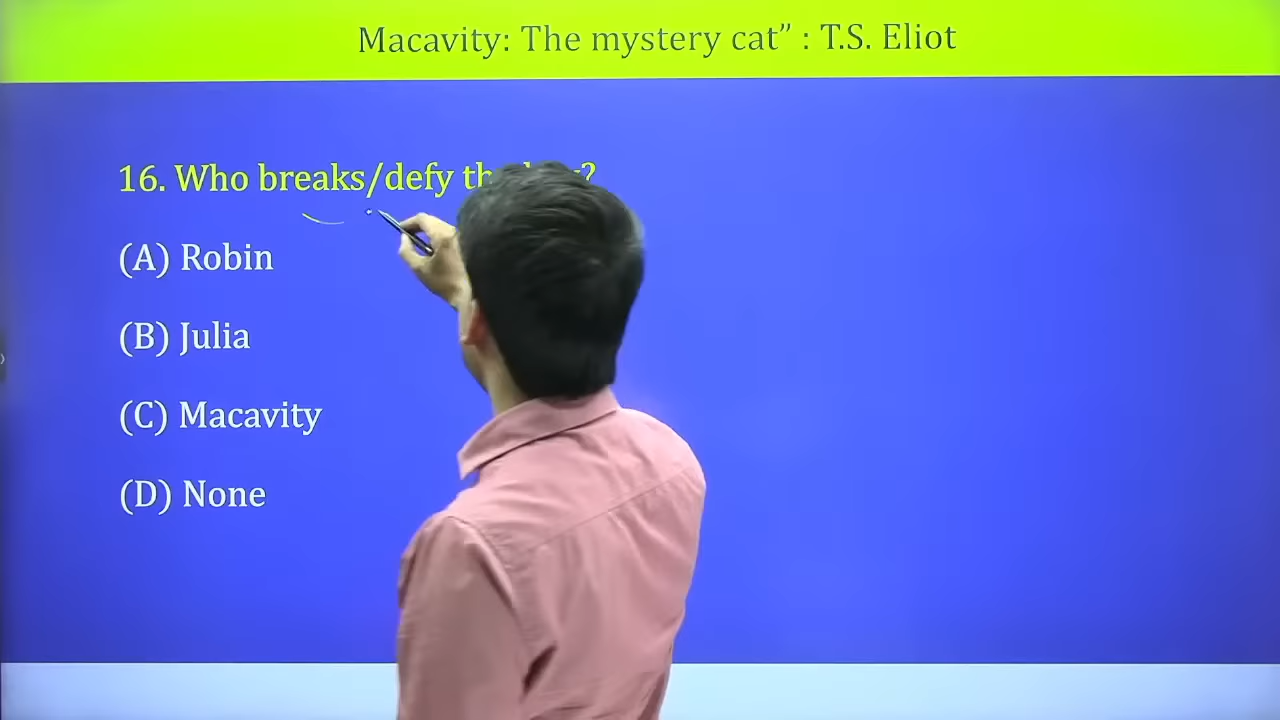 Macavity: The mystery cat” : T.S. Eliot
16. Who breaks/defy
(A) Robin
(B) Julia
(C) Macavity
(D) None